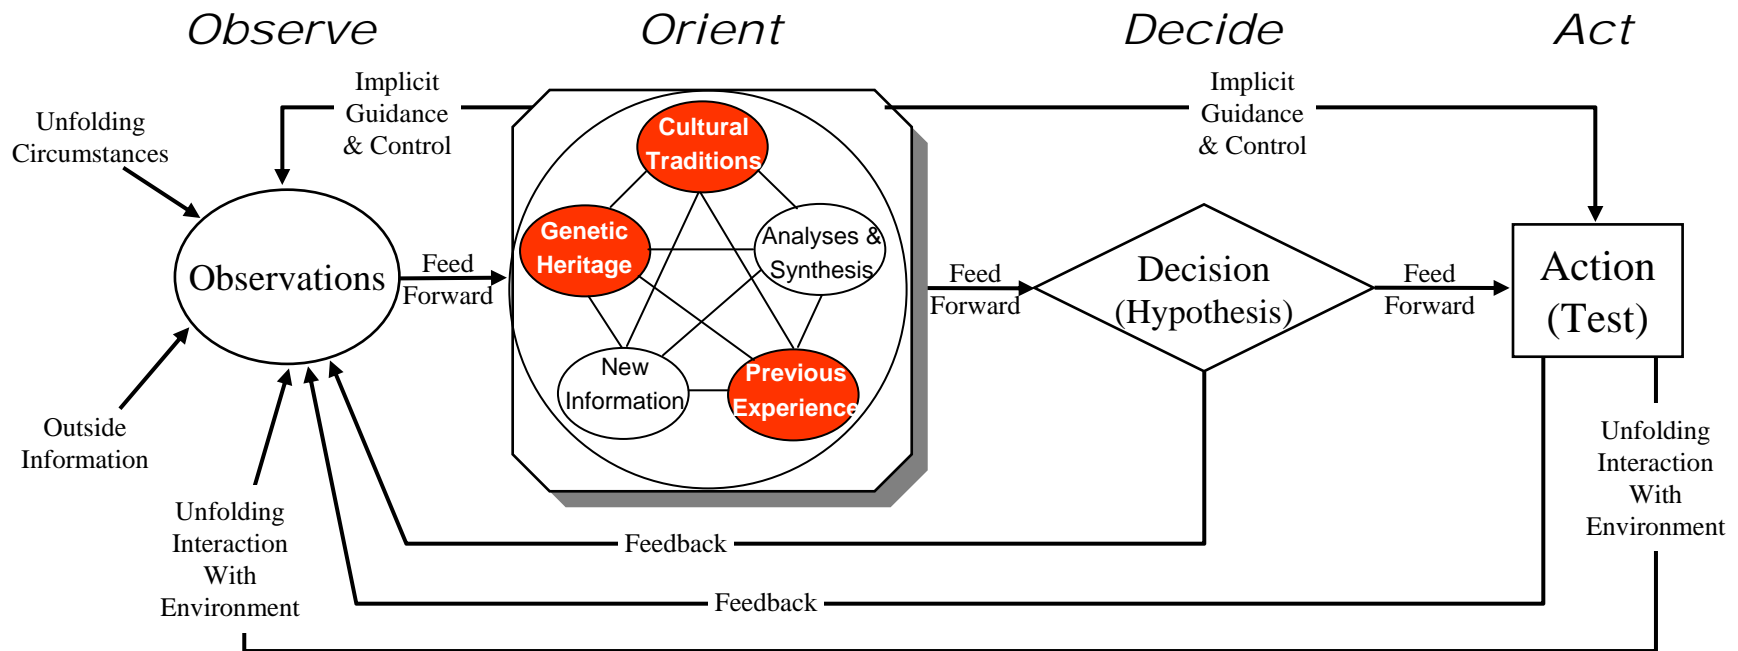 Observe
Orient
Decide
Act
Implicit
Guidance
& Control
Implicit
Guidance
& Control
Unfolding
Circumstances
Cultural
Traditions
Genetic
Heritage
Analyses &
Synthesis
Observations
Feed
Forward
Feed
Forward
Decision
(Hypothesis)
Feed
Forward
Action
(Test)
New
Information
Previous
Experience
Outside
Information
Unfolding
Interaction
With
Environment
Unfolding
Interaction
With
Environment
Feedback
Feedback